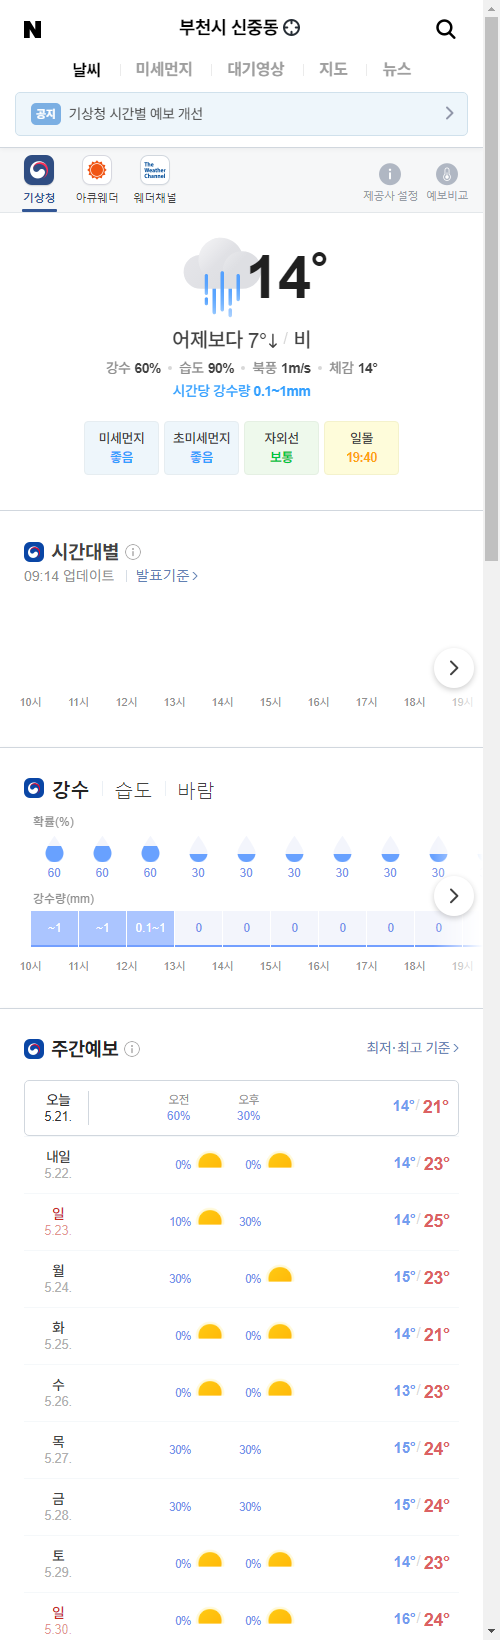 N 부천시 신중동
날씨 미세먼지 대기영상 지도 뉴스
공지 기상청 시간별 예보 개선
The Weather Channel
기상청 아큐웨더 웨더채널 제공사 설정 예보비교
14°
어제보다 7°↓ / 비
강수 60% 습도 90% 북풍 1m/s 체감 14°
시간당 강수량 0.1~1mm
미세먼지 초미세먼지 자외선 일몰
좋음 좋음 보통 19:40
시간대별
09:14 업데이트 발표기준
10시 11시 12시 13시 14시 15시 16시 17시 18시 19시
강수 습도 바람
확률(%)
60 60 60 30 30 30 30 30 30
강수량(mm)
~1 ~1 0.1~1 0 0 0 0 0 0
10시 11시 12시 13시 14시 15시 16시 17시 18시 19시
주간예보 최저·최고 기준
오늘 오전 오후
5.21. 60% 30% 14°/21°
내일
5.22. 0% 0% 14°/23°
일
5.23. 10% 30% 14°/25°
월
5.24. 30% 0% 15°/23°
화
5.25. 0% 0% 14°/21°
수
5.26. 0% 0% 13°/23°
목
5.27. 30% 30% 15°/24°
금
5.28. 30% 30% 15°/24°
토
5.29. 0% 0% 14°/23°
일
5.30. 0% 0% 16°/24°